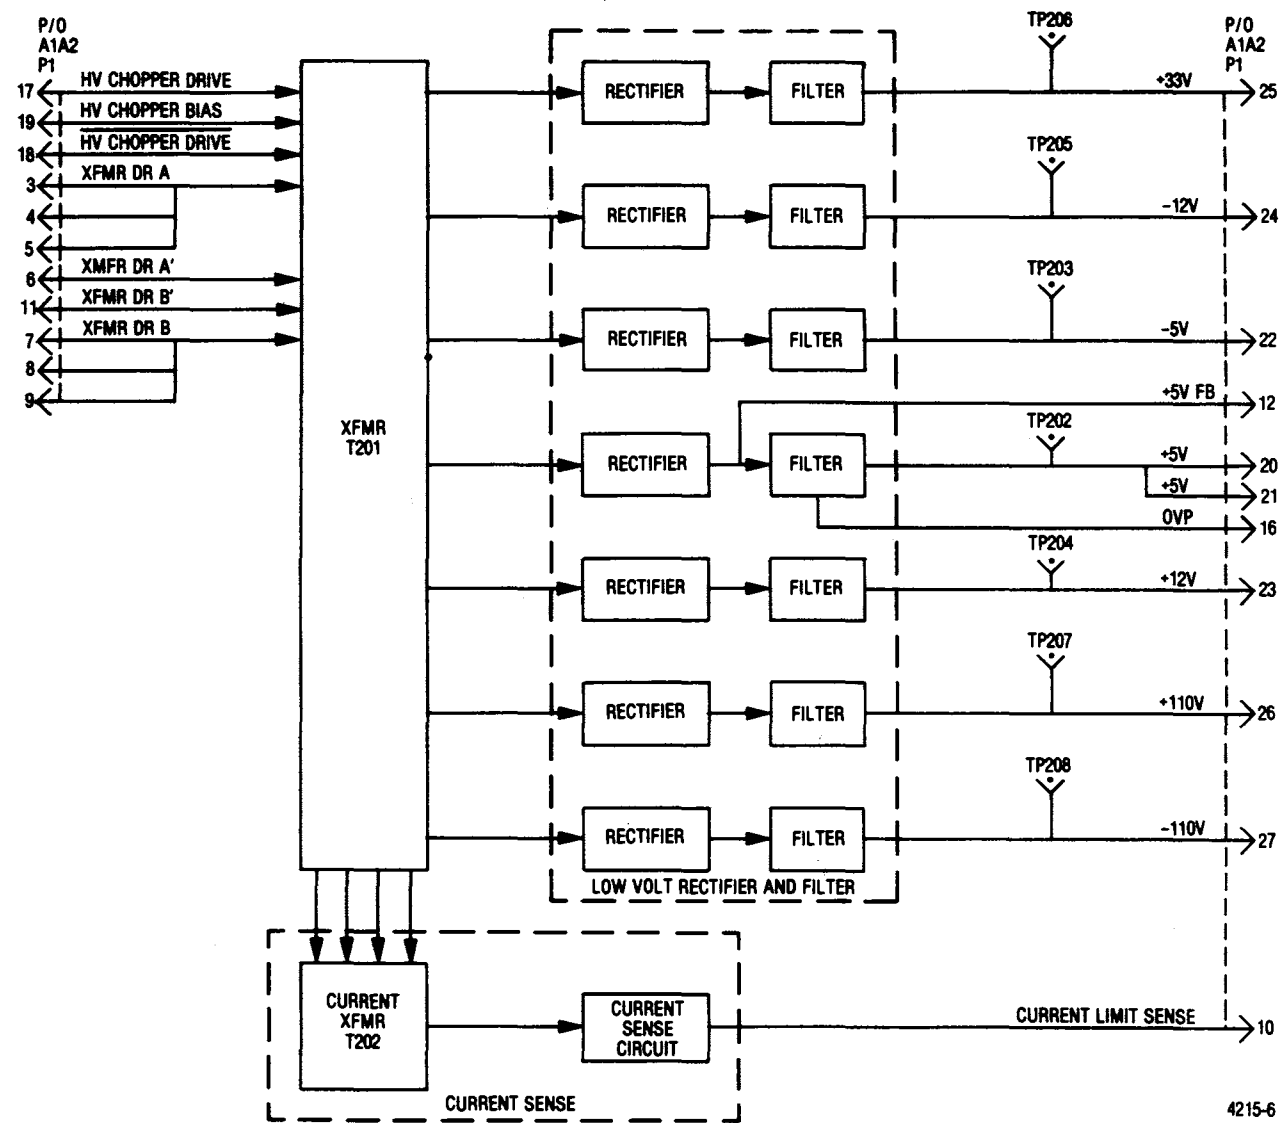 P/O
A1A2
P1
17
HV CHOPPER DRIVE
19
HV CHOPPER BIAS
18
HV CHOPPER DRIVE
3
XFMR DR A
4
5
6
XMFR DR A'
11
XFMR DR B'
7
XFMR DR B
8
9
XFMR
T201
RECTIFIER
FILTER
TP206
+33V
P/O
A1A2
P1
25
RECTIFIER
FILTER
TP205
-12V
24
RECTIFIER
FILTER
TP203
-5V
22
+5V FB
12
RECTIFIER
FILTER
TP202
+5V
20
+5V
21
OVP
16
RECTIFIER
FILTER
TP204
+12V
23
RECTIFIER
FILTER
TP207
+110V
26
RECTIFIER
FILTER
TP208
-110V
27
LOW VOLT RECTIFIER AND FILTER
CURRENT
XFMR
T202
CURRENT
SENSE
CIRCUIT
CURRENT LIMIT SENSE
10
CURRENT SENSE
4215-6